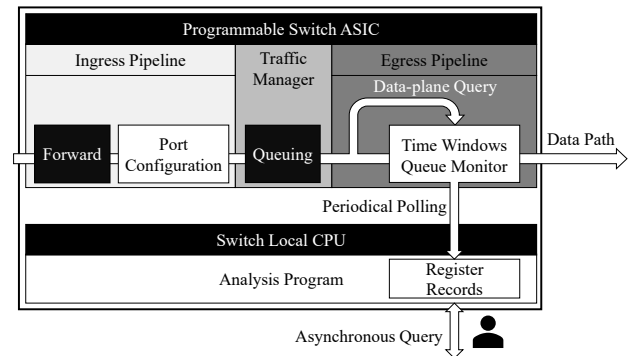 Programmable Switch ASIC
Ingress Pipeline
Traffic
Manager
Egress Pipeline
Data-plane Query
Forward
Port
Configuration
Queuing
Time Windows
Queue Monitor
Data Path
Periodical Polling
Switch Local CPU
Analysis Program
Register
Records
Asynchronous Query